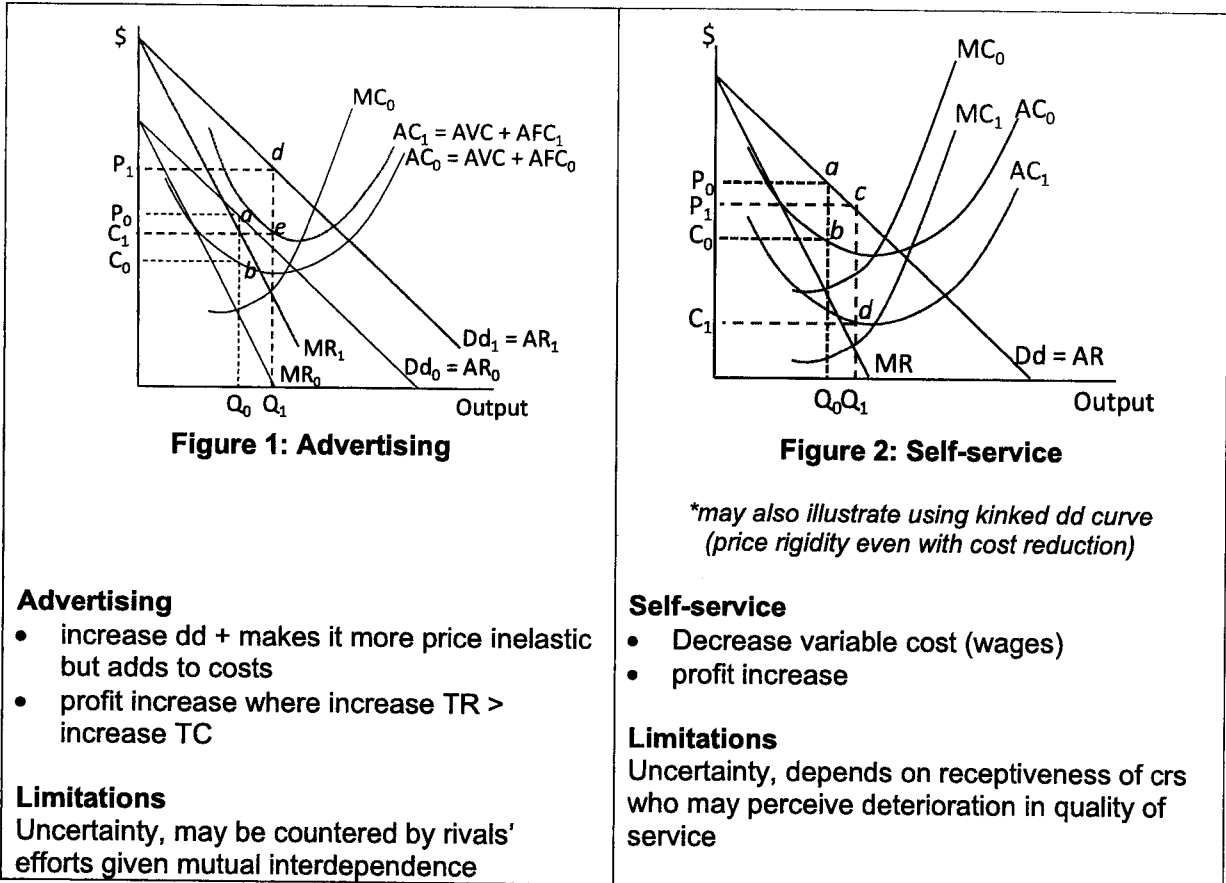 $
MC₀
AC₁ = AVC + AFC₁
AC₀ = AVC + AFC₀
d
P₁
P₀
a
C₁
e
C₀
b
Dd₁ = AR₁
MR₁
Dd₀ = AR₀
MR₀
Q₀ Q₁
Output
Figure 1: Advertising
Advertising
• increase dd + makes it more price inelastic
but adds to costs
• profit increase where increase TR >
increase TC
Limitations
Uncertainty, may be countered by rivals'
efforts given mutual interdependence
$
MC₀
MC₁
AC₀
a
AC₁
P₀
c
P₁
b
C₀
d
C₁
MR
Dd = AR
Q₀Q₁
Output
Figure 2: Self-service
*may also illustrate using kinked dd curve
(price rigidity even with cost reduction)
Self-service
• Decrease variable cost (wages)
• profit increase
Limitations
Uncertainty, depends on receptiveness of crs
who may perceive deterioration in quality of
service